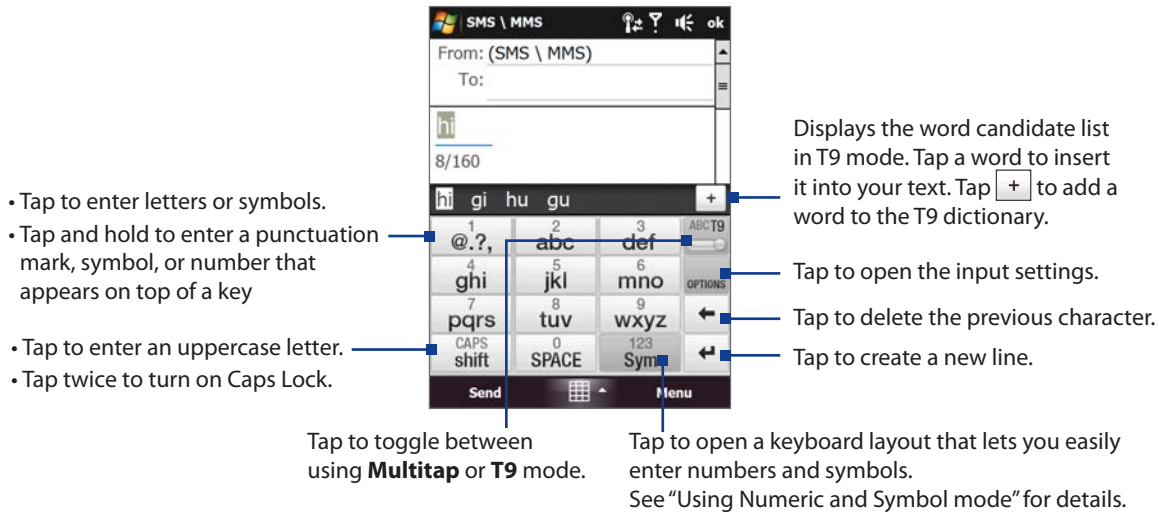 SMS \ MMS ok
From: (SMS \ MMS)
To:
hi
8/160
hi gi hu gu +
1 2 3 ABC T9
@.?, abc def
4 5 6
ghi jkl mno OPTIONS
7 8 9
pqrs tuv wxyz
CAPS 0 123
shift SPACE Sym
Send Menu
• Tap to enter letters or symbols.
• Tap and hold to enter a punctuation
mark, symbol, or number that
appears on top of a key
• Tap to enter an uppercase letter.
• Tap twice to turn on Caps Lock.
Displays the word candidate list
in T9 mode. Tap a word to insert
it into your text. Tap + to add a
word to the T9 dictionary.
Tap to open the input settings.
Tap to delete the previous character.
Tap to create a new line.
Tap to toggle between
using Multitap or T9 mode.
Tap to open a keyboard layout that lets you easily
enter numbers and symbols.
See “Using Numeric and Symbol mode” for details.